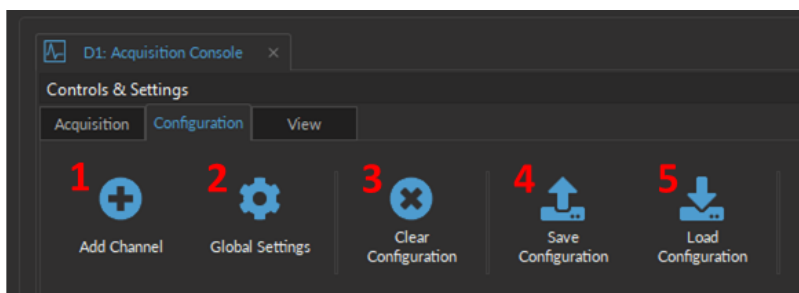 D1: Acquisition Console ×
Controls & Settings
Acquisition Configuration View
1 2 3 4 5
Add Channel Global Settings Clear Save Load
Configuration Configuration Configuration